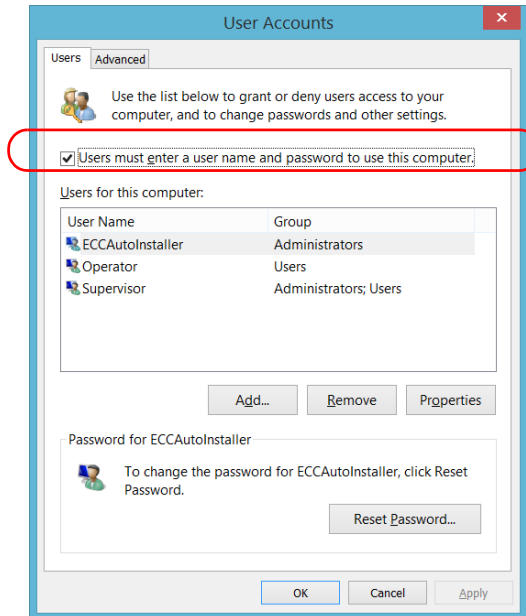 User Accounts
Users Advanced
Use the list below to grant or deny users access to your
computer, and to change passwords and other settings.
Users must enter a user name and password to use this computer.
Users for this computer:
User Name Group
ECCAutoInstaller Administrators
Operator Users
Supervisor Administrators; Users
Add... Remove Properties
Password for ECCAutoInstaller
To change the password for ECCAutoInstaller, click Reset
Password.
Reset Password...
OK Cancel Apply